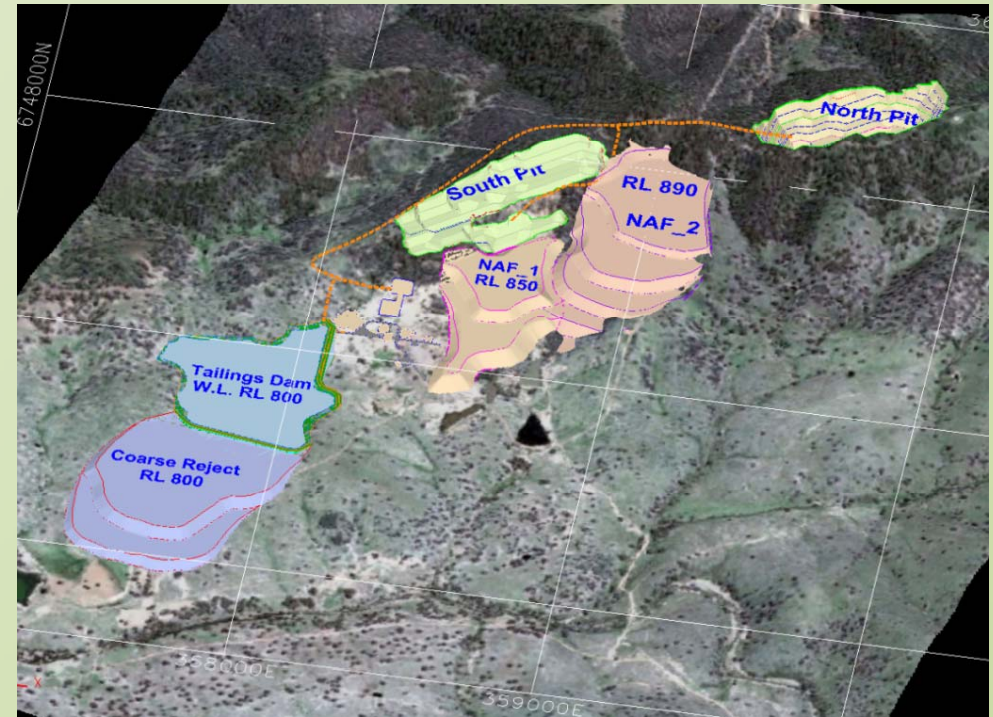 36
6748000N
North Pit
South Pit
RL 890
NAF_2
NAF_1
RL 850
Tailings Dam
W.L. RL 800
Coarse Reject
RL 800
358000E
359000E
X